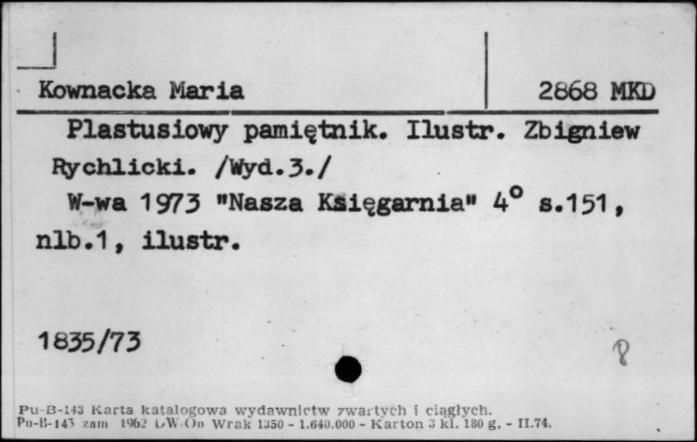 Kownacka Maria 2868 MKD
Plastusiowy pamiętnik. Ilustr. Zbigniew
Rychlicki. /Wyd.3./
W-wa 1973 "Nasza Księgarnia" 4° s.151,
nlb.1, ilustr.
1835/73
8
Pu-B-143 Karta katalogowa wydawnictw zwartych i ciągłych.
Pu-B-143 zam 1962 Wrak 1350 - 1.640.000 - Karton 3 kl. 180 g. - II.74.